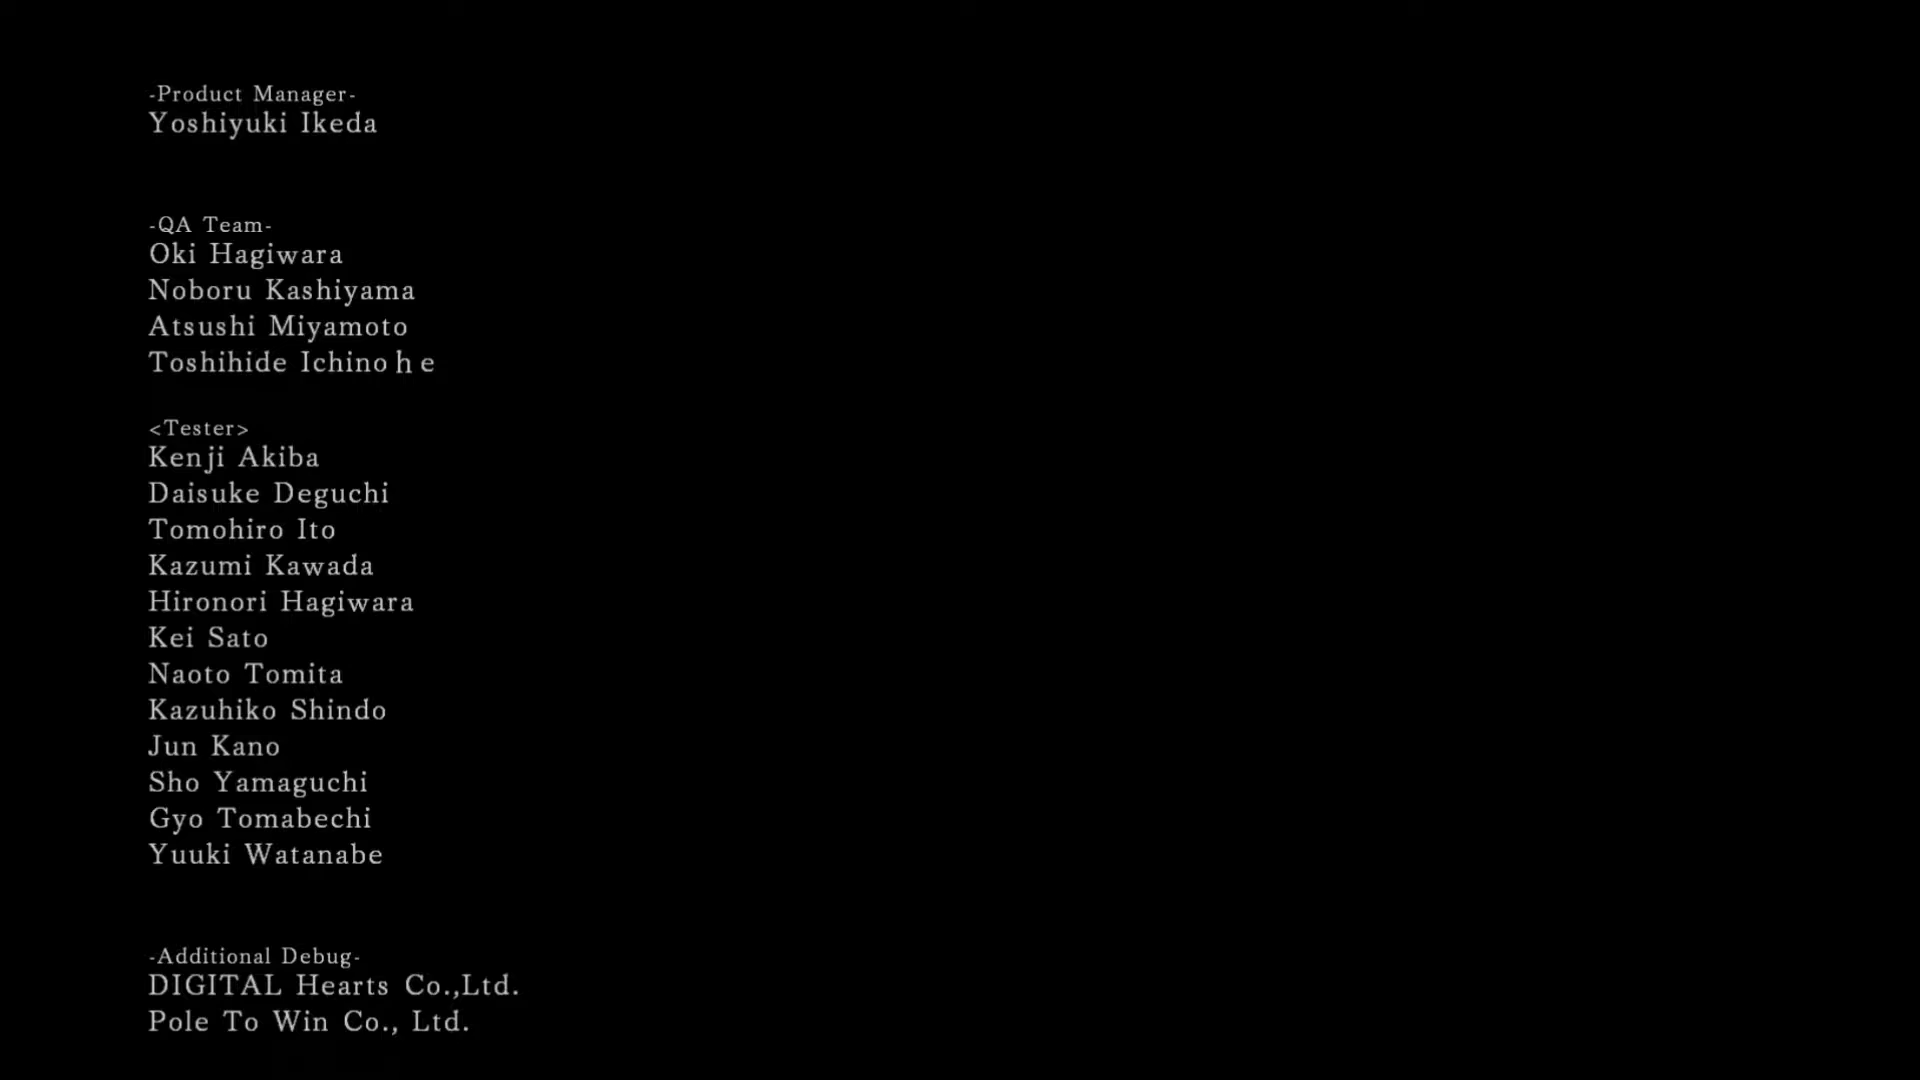 -Product Manager-
Yoshiyuki Ikeda
-QA Team-
Oki Hagiwara
Noboru Kashiyama
Atsushi Miyamoto
Toshihide Ichinoｈｅ
<Tester>
Kenji Akiba
Daisuke Deguchi
Tomohiro Ito
Kazumi Kawada
Hironori Hagiwara
Kei Sato
Naoto Tomita
Kazuhiko Shindo
Jun Kano
Sho Yamaguchi
Gyo Tomabechi
Yuuki Watanabe
-Additional Debug-
DIGITAL Hearts Co.,Ltd.
Pole To Win Co., Ltd.